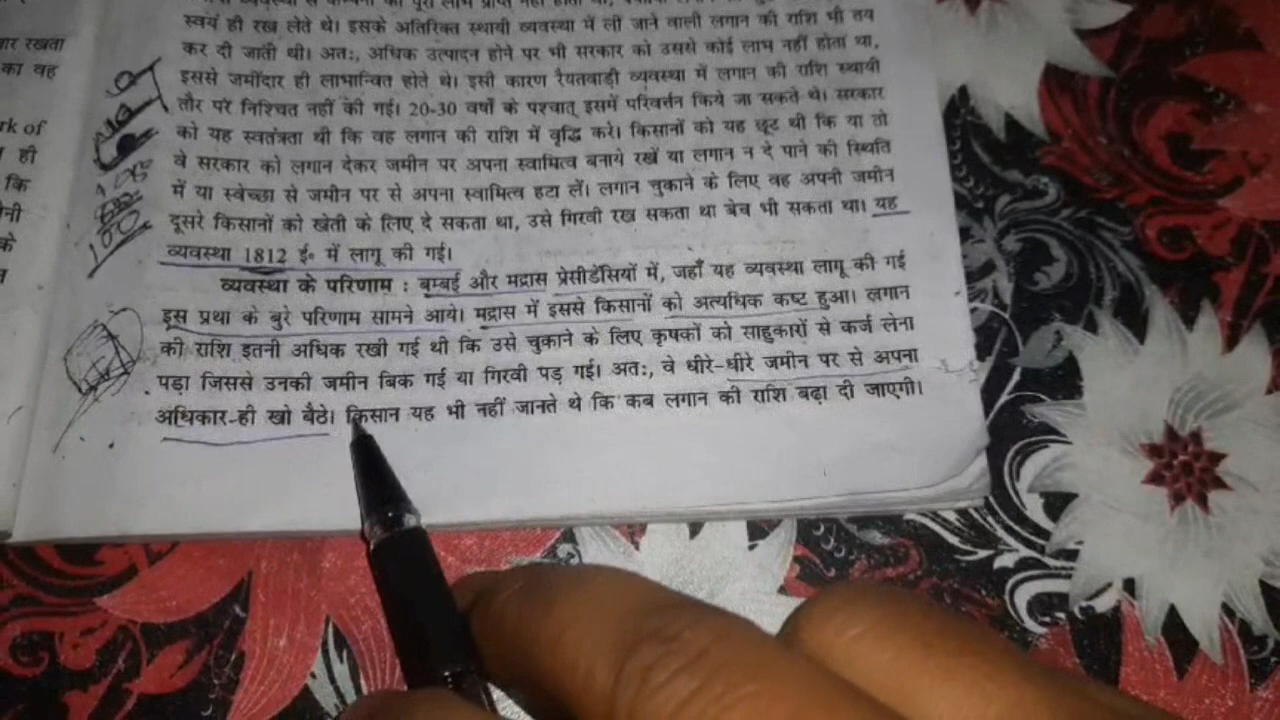 स्वयं ही रख लेते थे। इसके अतिरिक्त स्थायी व्यवस्था में ली जाने वाली लगान की राशि भी तय
कर दी जाती थी। अतः, अधिक उत्पादन होने पर भी सरकार को उससे कोई लाभ नहीं होता था,
इससे जमींदार ही लाभान्वित होते थे। इसी कारण रैयतवाड़ी व्यवस्था में लगान की राशि स्थायी
तौर पर निश्चित नहीं की गई। 20-30 वर्षों के पश्चात् इसमें परिवर्त्तन किये जा सकते थे। सरकार
को यह स्वतंत्रता थी कि वह लगान की राशि में वृद्धि करे। किसानों को यह छूट थी कि या तो
वे सरकार को लगान देकर जमीन पर अपना स्वामित्व बनाये रखें या लगान न दे पाने की स्थिति
में या स्वेच्छा से जमीन पर से अपना स्वामित्व हटा लें। लगान चुकाने के लिए वह अपनी जमीन
दूसरे किसानों को खेती के लिए दे सकता था, उसे गिरवी रख सकता था बेच भी सकता था। यह
व्यवस्था 1812 ई० में लागू की गई।
व्यवस्था के परिणाम : बम्बई और मद्रास प्रेसीडेंसियों में, जहाँ यह व्यवस्था लागू की गई
इस प्रथा के बुरे परिणाम सामने आये। मद्रास में इससे किसानों को अत्यधिक कष्ट हुआ। लगान
की राशि इतनी अधिक रखी गई थी कि उसे चुकाने के लिए कृषकों को साहुकारों से कर्ज लेना
पड़ा जिससे उनकी जमीन बिक गई या गिरवी पड़ गई। अतः, वे धीरे-धीरे जमीन पर से अपना
अधिकार-ही खो बैठे। किसान यह भी नहीं जानते थे कि कब लगान की राशि बढ़ा दी जाएगी।
ार रखता
का वह
rk of
ही
कि
को
100